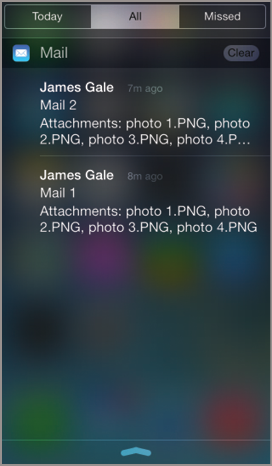 Today All Missed
Mail Clear
James Gale 7m ago
Mail 2
Attachments: photo 1.PNG, photo
2.PNG, photo 3.PNG, photo 4.P…
James Gale 8m ago
Mail 1
Attachments: photo 1.PNG, photo
2.PNG, photo 3.PNG, photo 4.PNG